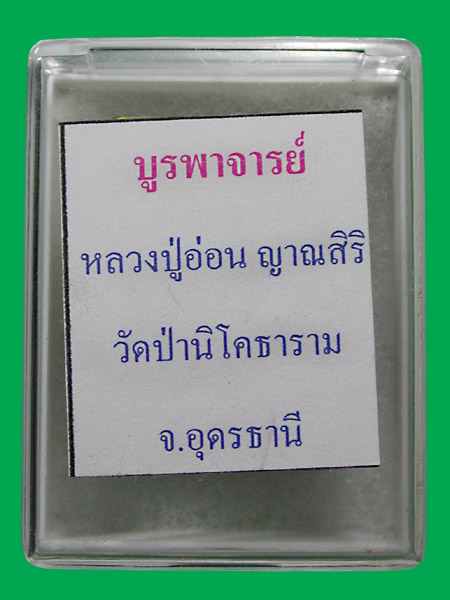 บูรพาจารย์
หลวงปู่อ่อน ญาณสิริ
วัดป่านิโคธาราม
จ.อุดรธานี